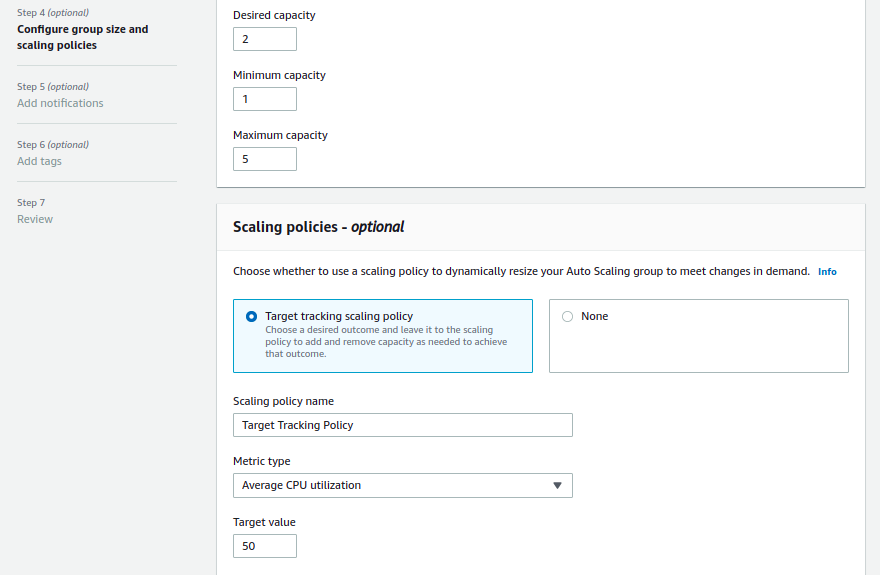 Step 4 (optional)
Configure group size and
scaling policies
Step 5 (optional)
Add notifications
Step 6 (optional)
Add tags
Step 7
Review
Desired capacity
2
Minimum capacity
1
Maximum capacity
5
Scaling policies - optional
Choose whether to use a scaling policy to dynamically resize your Auto Scaling group to meet changes in demand. Info
Target tracking scaling policy
Choose a desired outcome and leave it to the scaling
policy to add and remove capacity as needed to achieve
that outcome.
None
Scaling policy name
Target Tracking Policy
Metric type
Average CPU utilization
Target value
50